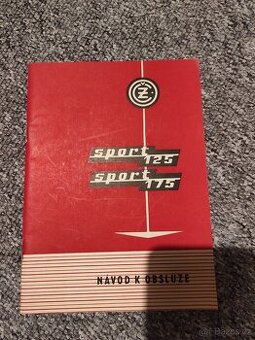 ČZ
sport 125
sport 175
NÁVOD K OBSLUZE